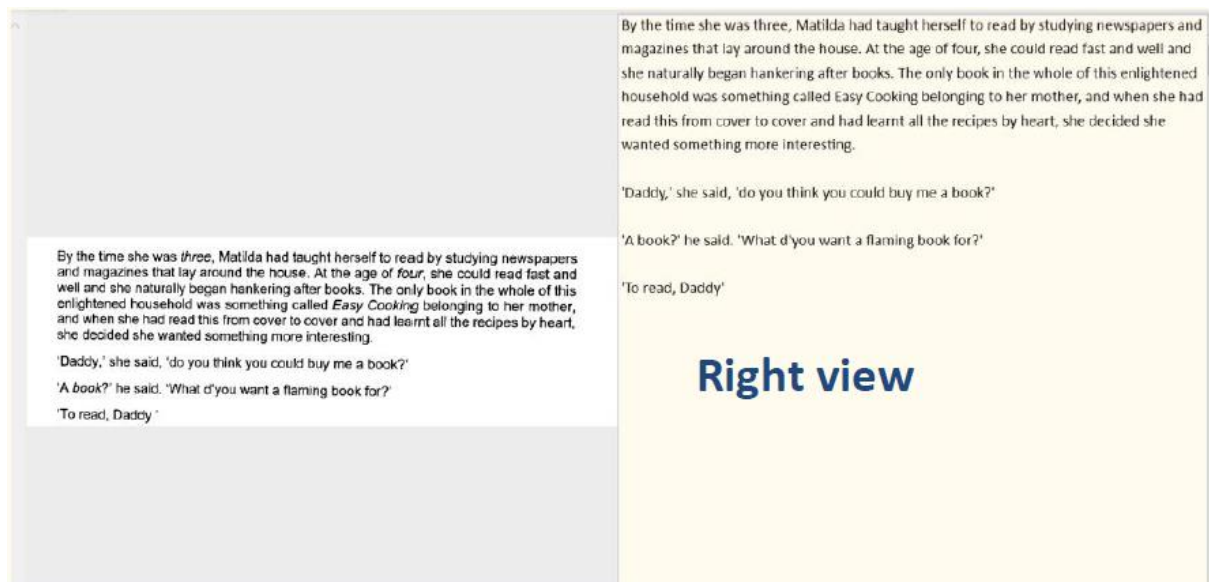 By the time she was three, Matilda had taught herself to read by studying newspapers
and magazines that lay around the house. At the age of four, she could read fast and
well and she naturally began hankering after books. The only book in the whole of this
enlightened household was something called Easy Cooking belonging to her mother,
and when she had read this from cover to cover and had learnt all the recipes by heart,
she decided she wanted something more interesting.
'Daddy,' she said, 'do you think you could buy me a book?'
'A book?' he said. 'What d'you want a flaming book for?'
'To read, Daddy '
By the time she was three, Matilda had taught herself to read by studying newspapers and
magazines that lay around the house. At the age of four, she could read fast and well and
she naturally began hankering after books. The only book in the whole of this enlightened
household was something called Easy Cooking belonging to her mother, and when she had
read this from cover to cover and had learnt all the recipes by heart, she decided she
wanted something more interesting.
'Daddy,' she said, 'do you think you could buy me a book?'
'A book?' he said. 'What d'you want a flaming book for?'
'To read, Daddy'
Right view